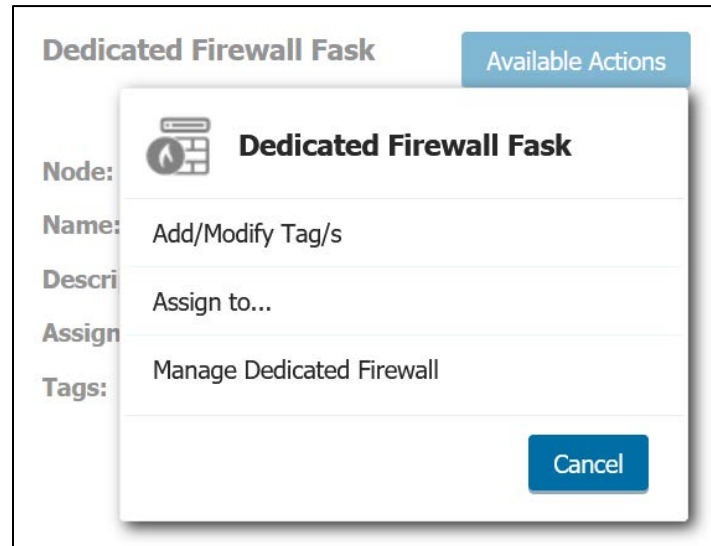 Dedicated Firewall Fask
Available Actions
Dedicated Firewall Fask
Node:
Name:
Add/Modify Tag/s
Descri
Assign to...
Assign
Manage Dedicated Firewall
Tags:
Cancel